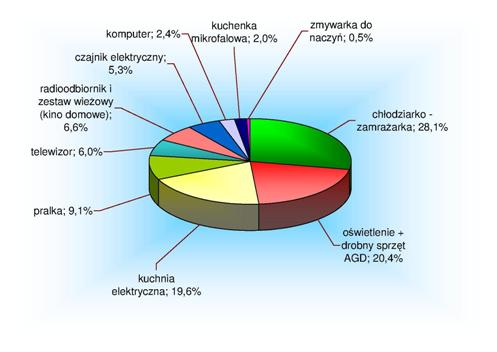 komputer; 2,4%
kuchenka
mikrofalowa; 2,0%
zmywarka do
naczyń; 0,5%
czajnik elektryczny;
5,3%
radioodbiornik i
zestaw wieżowy
(kino domowe);
6,6%
telewizor; 6,0%
pralka; 9,1%
kuchnia
elektryczna; 19,6%
chłodziarko -
zamrażarka; 28,1%
oświetlenie +
drobny sprzęt
AGD; 20,4%